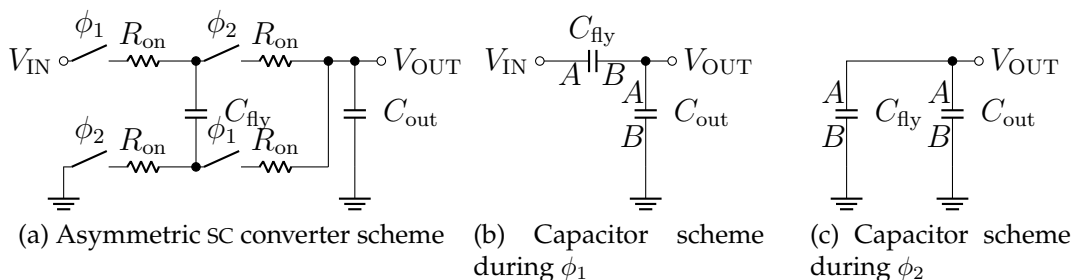 ϕ1 ϕ2
VIN Ron Ron VOUT
Cfly Cout
ϕ2 Ron ϕ1 Ron
(a) Asymmetric SC converter scheme
Cfly
VIN A B VOUT
A
Cout
B
(b) Capacitor scheme
during ϕ1
VOUT
A A
Cfly Cout
B B
(c) Capacitor scheme
during ϕ2